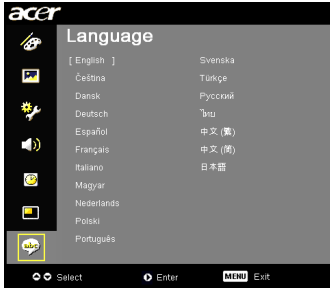 acer
Language
[ English ]
Čeština
Dansk
Deutsch
Español
Français
Italiano
Magyar
Nederlands
Polski
Português
Svenska
Türkçe
Русский
ไทย
中文 (繁)
中文 (简)
日本語
abc
Select
Enter
MENU Exit